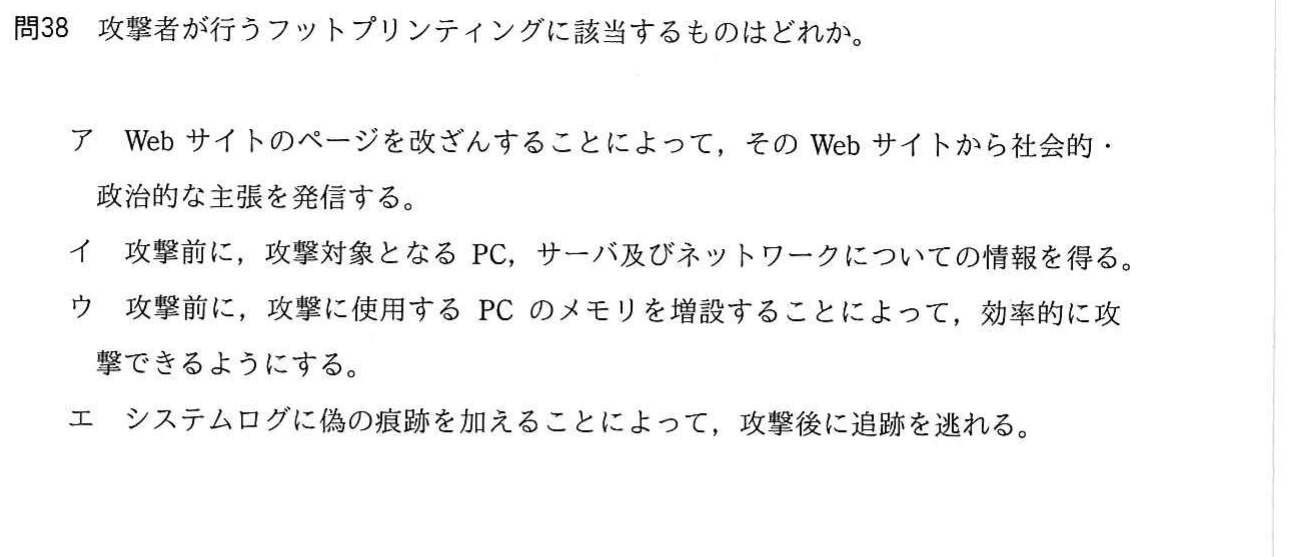 問38 攻撃者が行うフットプリンティングに該当するものはどれか。
ア Web サイトのページを改ざんすることによって，その Web サイトから社会的・
政治的な主張を発信する。
イ 攻撃前に，攻撃対象となる PC，サーバ及びネットワークについての情報を得る。
ウ 攻撃前に，攻撃に使用する PC のメモリを増設することによって，効率的に攻
撃できるようにする。
エ システムログに偽の痕跡を加えることによって，攻撃後に追跡を逃れる。